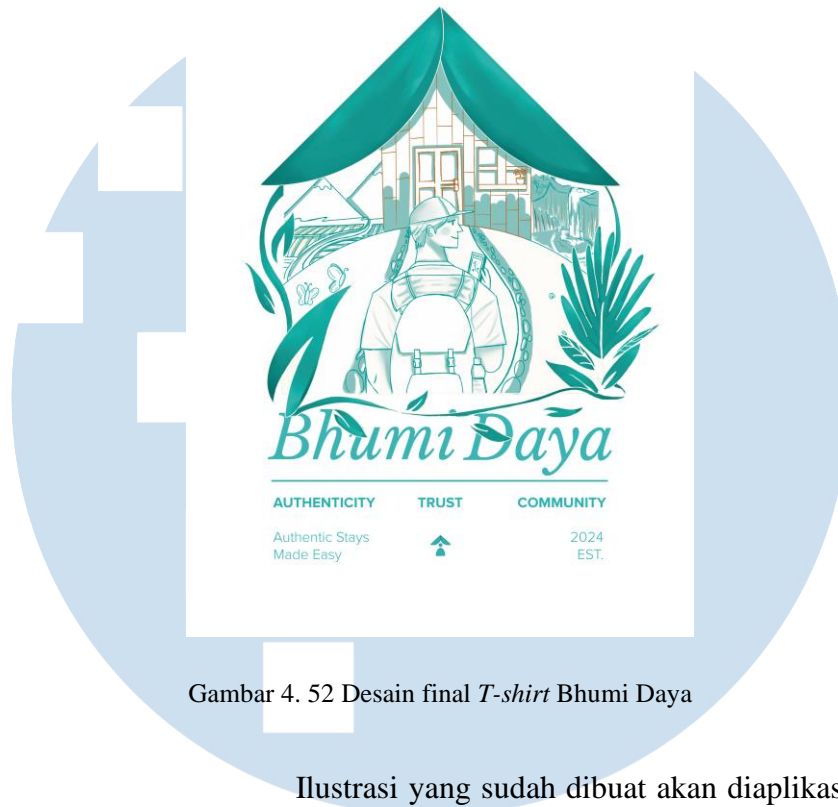 Bhumi Daya
AUTHENTICITY TRUST COMMUNITY
Authentic Stays 2024
Made Easy EST.
Gambar 4. 52 Desain final T-shirt Bhumi Daya
Ilustrasi yang sudah dibuat akan diaplikas